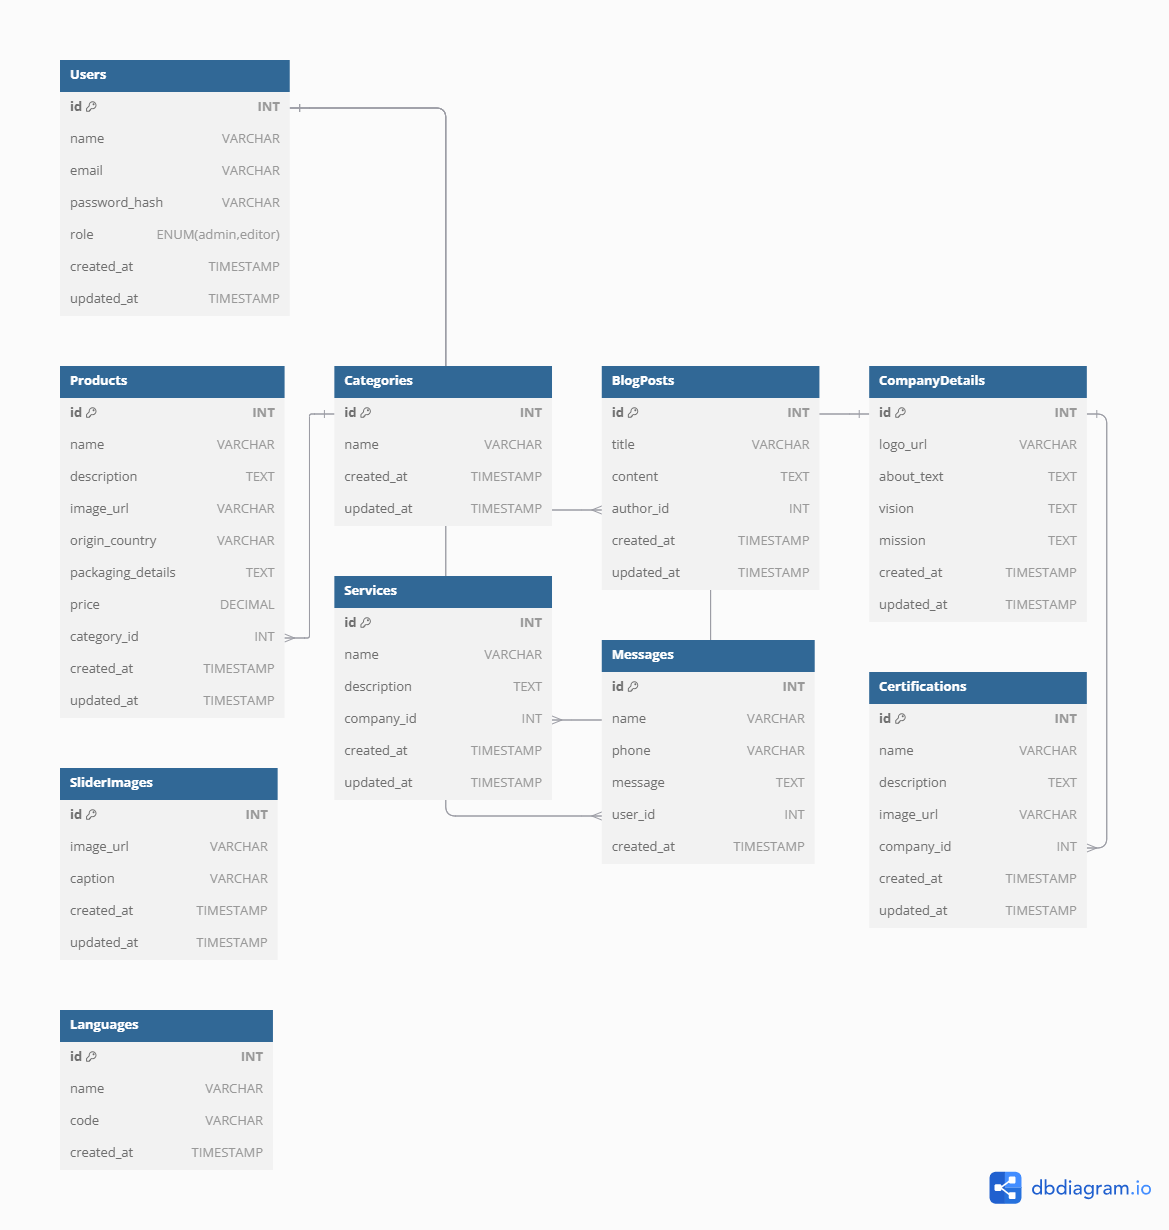 Users
id INT
name VARCHAR
email VARCHAR
password_hash VARCHAR
role ENUM(admin,editor)
created_at TIMESTAMP
updated_at TIMESTAMP
Products
id INT
name VARCHAR
description TEXT
image_url VARCHAR
origin_country VARCHAR
packaging_details TEXT
price DECIMAL
category_id INT
created_at TIMESTAMP
updated_at TIMESTAMP
Categories
id INT
name VARCHAR
created_at TIMESTAMP
updated_at TIMESTAMP
BlogPosts
id INT
title VARCHAR
content TEXT
author_id INT
created_at TIMESTAMP
updated_at TIMESTAMP
CompanyDetails
id INT
logo_url VARCHAR
about_text TEXT
vision TEXT
mission TEXT
created_at TIMESTAMP
updated_at TIMESTAMP
Services
id INT
name VARCHAR
description TEXT
company_id INT
created_at TIMESTAMP
updated_at TIMESTAMP
Messages
id INT
name VARCHAR
phone VARCHAR
message TEXT
user_id INT
created_at TIMESTAMP
Certifications
id INT
name VARCHAR
description TEXT
image_url VARCHAR
company_id INT
created_at TIMESTAMP
updated_at TIMESTAMP
SliderImages
id INT
image_url VARCHAR
caption VARCHAR
created_at TIMESTAMP
updated_at TIMESTAMP
Languages
id INT
name VARCHAR
code VARCHAR
created_at TIMESTAMP
dbdiagram.io